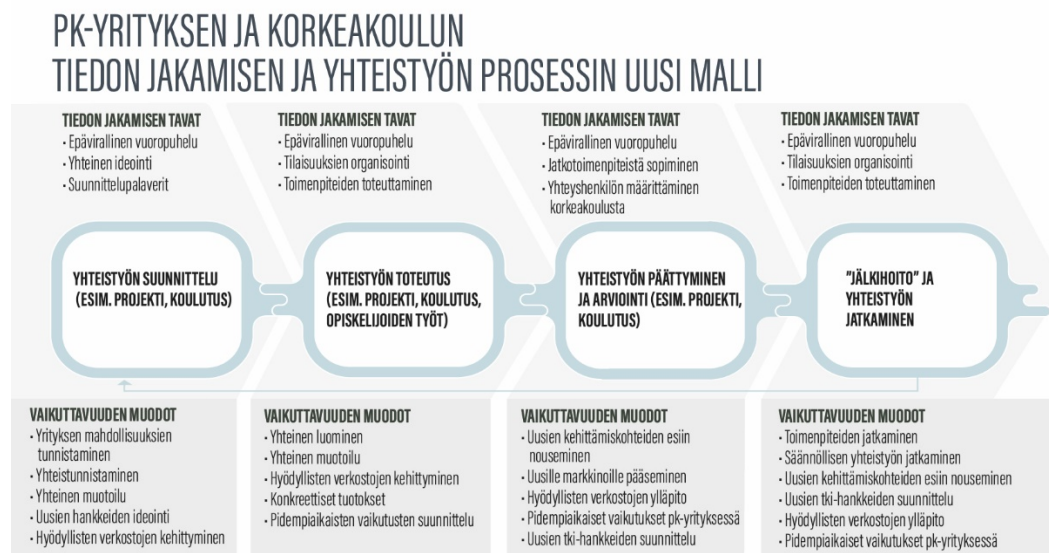 PK-YRITYKSEN JA KORKEAKOULUN
TIEDON JAKAMISEN JA YHTEISTYÖN PROSESSIN UUSI MALLI
TIEDON JAKAMISEN TAVAT
• Epävirallinen vuoropuhelu
• Yhteinen ideointi
• Suunnittelupalaverit
TIEDON JAKAMISEN TAVAT
• Epävirallinen vuoropuhelu
• Tilaisuuksien organisointi
• Toimenpiteiden toteuttaminen
TIEDON JAKAMISEN TAVAT
• Epävirallinen vuoropuhelu
• Jatkotoimenpiteistä sopiminen
• Yhteyshenkilön määrittäminen
korkeakoulusta
TIEDON JAKAMISEN TAVAT
• Epävirallinen vuoropuhelu
• Tilaisuuksien organisointi
• Toimenpiteiden toteuttaminen
YHTEISTYÖN SUUNNITTELU
(ESIM. PROJEKTI, KOULUTUS)
YHTEISTYÖN TOTEUTUS
(ESIM. PROJEKTI, KOULUTUS,
OPISKELIJOIDEN TYÖT)
YHTEISTYÖN PÄÄTTYMINEN
JA ARVIOINTI (ESIM. PROJEKTI,
KOULUTUS)
”JÄLKIHOITO” JA
YHTEISTYÖN
JATKAMINEN
VAIKUTTAVUUDEN MUODOT
• Yrityksen mahdollisuuksien
tunnistaminen
• Yhteistunnistaminen
• Yhteinen muotoilu
• Uusien hankkeiden ideointi
• Hyödyllisten verkostojen kehittyminen
VAIKUTTAVUUDEN MUODOT
• Yhteinen luominen
• Yhteinen muotoilu
• Hyödyllisten verkostojen kehittyminen
• Konkreettiset tuotokset
• Pidempiaikaisten vaikutusten suunnittelu
VAIKUTTAVUUDEN MUODOT
• Uusien kehittämiskohteiden esiin
nouseminen
• Uusille markkinoille pääseminen
• Hyödyllisten verkostojen ylläpito
• Pidempiaikaiset vaikutukset pk-yrityksessä
• Uusien tki-hankkeiden suunnittelu
VAIKUTTAVUUDEN MUODOT
• Toimenpiteiden jatkaminen
• Säännöllisen yhteistyön jatkaminen
• Uusien kehittämiskohteiden esiin nouseminen
• Uusien tki-hankkeiden suunnittelu
• Hyödyllisten verkostojen ylläpito
• Pidempiaikaiset vaikutukset pk-yrityksessä